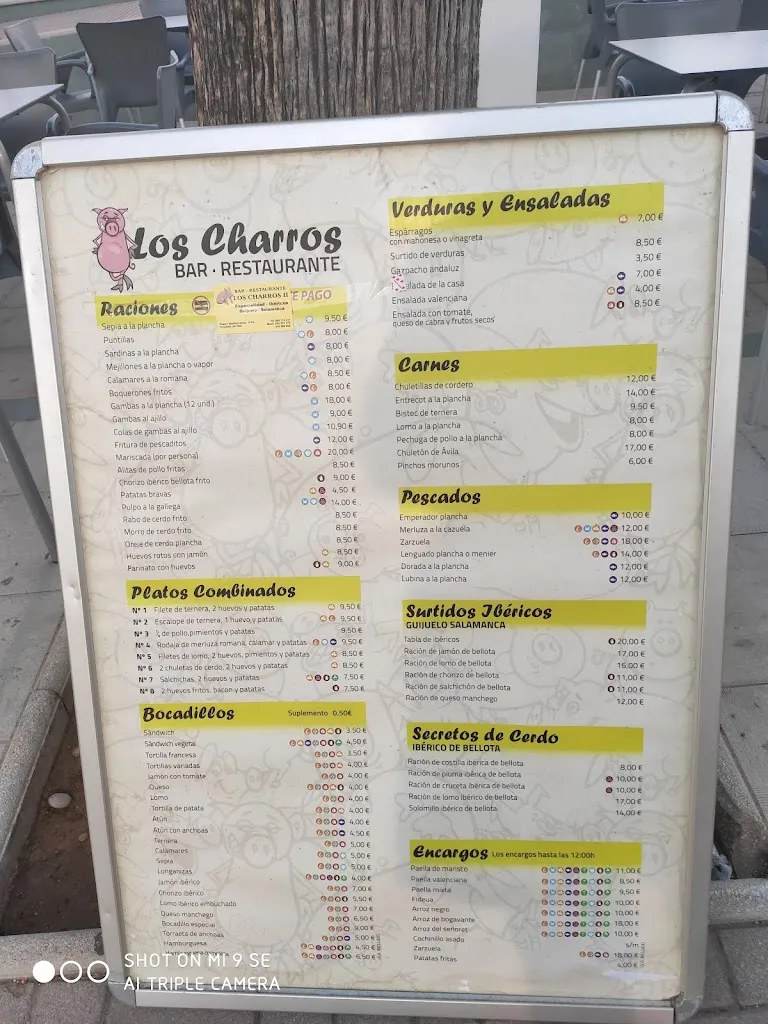 Los Charros
BAR · RESTAURANTE
BAR - RESTAURANTE
LOS CHARROS II
TE PAGO
Raciones
Sepia a la plancha 9,50 €
Puntillas 8,00 €
Sardinas a la plancha 8,00 €
Mejillones a la plancha o vapor 8,00 €
Calamares a la romana 8,00 €
Boquerones fritos 8,00 €
Gambas a la plancha (12 und.) 18,00 €
Gambas al ajillo 9,00 €
Colas de gambas al ajillo 10,90 €
Fritura de pescaditos 12,00 €
Mariscada (por persona) 20,00 €
Alitas de pollo fritas 8,50 €
Chorizo ibérico bellota frito 9,00 €
Patatas bravas 4,50 €
Pulpo a la gallega 14,00 €
Rabo de cerdo frito 8,50 €
Morro de cerdo frito 8,50 €
Oreja de cerdo plancha 8,50 €
Huevos rotos con jamón 8,50 €
Farinato con huevos 9,00 €
Platos Combinados
Nº 1 Filete de ternera, 2 huevos y patatas 9,50 €
Nº 2 Escalope de ternera, 1 huevo y patatas 9,50 €
Nº 3 ¼ de pollo, pimientos y patatas 9,50 €
Nº 4 Rodaja de merluza romana, calamar y patatas 9,50 €
Nº 5 Filetes de lomo, 2 huevos, pimientos y patatas 8,50 €
Nº 6 2 chuletas de cerdo, 2 huevos y patatas 8,50 €
Nº 7 Salchichas, 2 huevos y patatas 7,50 €
Nº 8 2 huevos fritos, bacon y patatas 7,50 €
Bocadillos Suplemento 0,50€
Sándwich 3,50 €
Sándwich vegetal 4,50 €
Tortilla francesa 3,50 €
Tortillas variadas 4,00 €
Jamón con tomate 4,00 €
Queso 4,00 €
Lomo 4,00 €
Tortilla de patata 4,00 €
Atún 4,00 €
Atún con anchoas 4,50 €
Ternera 5,00 €
Calamares 5,00 €
Sepia 5,00 €
Longanizas 4,00 €
Jamón ibérico 7,00 €
Chorizo ibérico 5,50 €
Lomo ibérico embuchado 7,00 €
Queso manchego 6,50 €
Bocadillo especial 9,00 €
Torraeta de anchoas 5,00 €
Hamburguesa 4,50 €
6,50 €
Verduras y Ensaladas
Espárragos 7,00 €
con mahonesa o vinagreta
Surtido de verduras 8,50 €
Gazpacho andaluz 3,50 €
alada de la casa 7,00 €
Ensalada valenciana 4,00 €
Ensalada con tomate, 8,50 €
queso de cabra y frutos secos
Carnes
Chuletillas de cordero 12,00 €
Entrecot a la plancha 14,00 €
Bistec de ternera 9,50 €
Lomo a la plancha 8,00 €
Pechuga de pollo a la plancha 8,00 €
Chuletón de Ávila 17,00 €
Pinchos morunos 6,00 €
Pescados
Emperador plancha 10,00 €
Merluza a la cazuela 12,00 €
Zarzuela 18,00 €
Lenguado plancha o menier 14,00 €
Dorada a la plancha 12,00 €
Lubina a la plancha 12,00 €
Surtidos Ibéricos
GUIJUELO SALAMANCA
Tabla de ibéricos 20,00 €
Ración de jamón de bellota 17,00 €
Ración de lomo de bellota 16,00 €
Ración de chorizo de bellota 11,00 €
Ración de salchichón de bellota 11,00 €
Ración de queso manchego 12,00 €
Secretos de Cerdo
IBÉRICO DE BELLOTA
Ración de costilla ibérica de bellota 8,00 €
Ración de pluma ibérica de bellota 10,00 €
Ración de cruceta ibérica de bellota 10,00 €
Ración de lomo ibérico de bellota 17,00 €
Solomillo ibérico de bellota 14,00 €
Encargos Los encargos hasta las 12:00h
Paella de marisco 11,00 €
Paella valenciana 8,50 €
Paella mixta 9,50 €
Fideua 10,00 €
Arroz negro 10,00 €
Arroz de bogavante 18,00 €
Arroz del señoret 10,00 €
Cochinillo asado s/m
Zarzuela 18,00 €
Patatas fritas 4,00 €
SHOT ON MI 9 SE
AI TRIPLE CAMERA